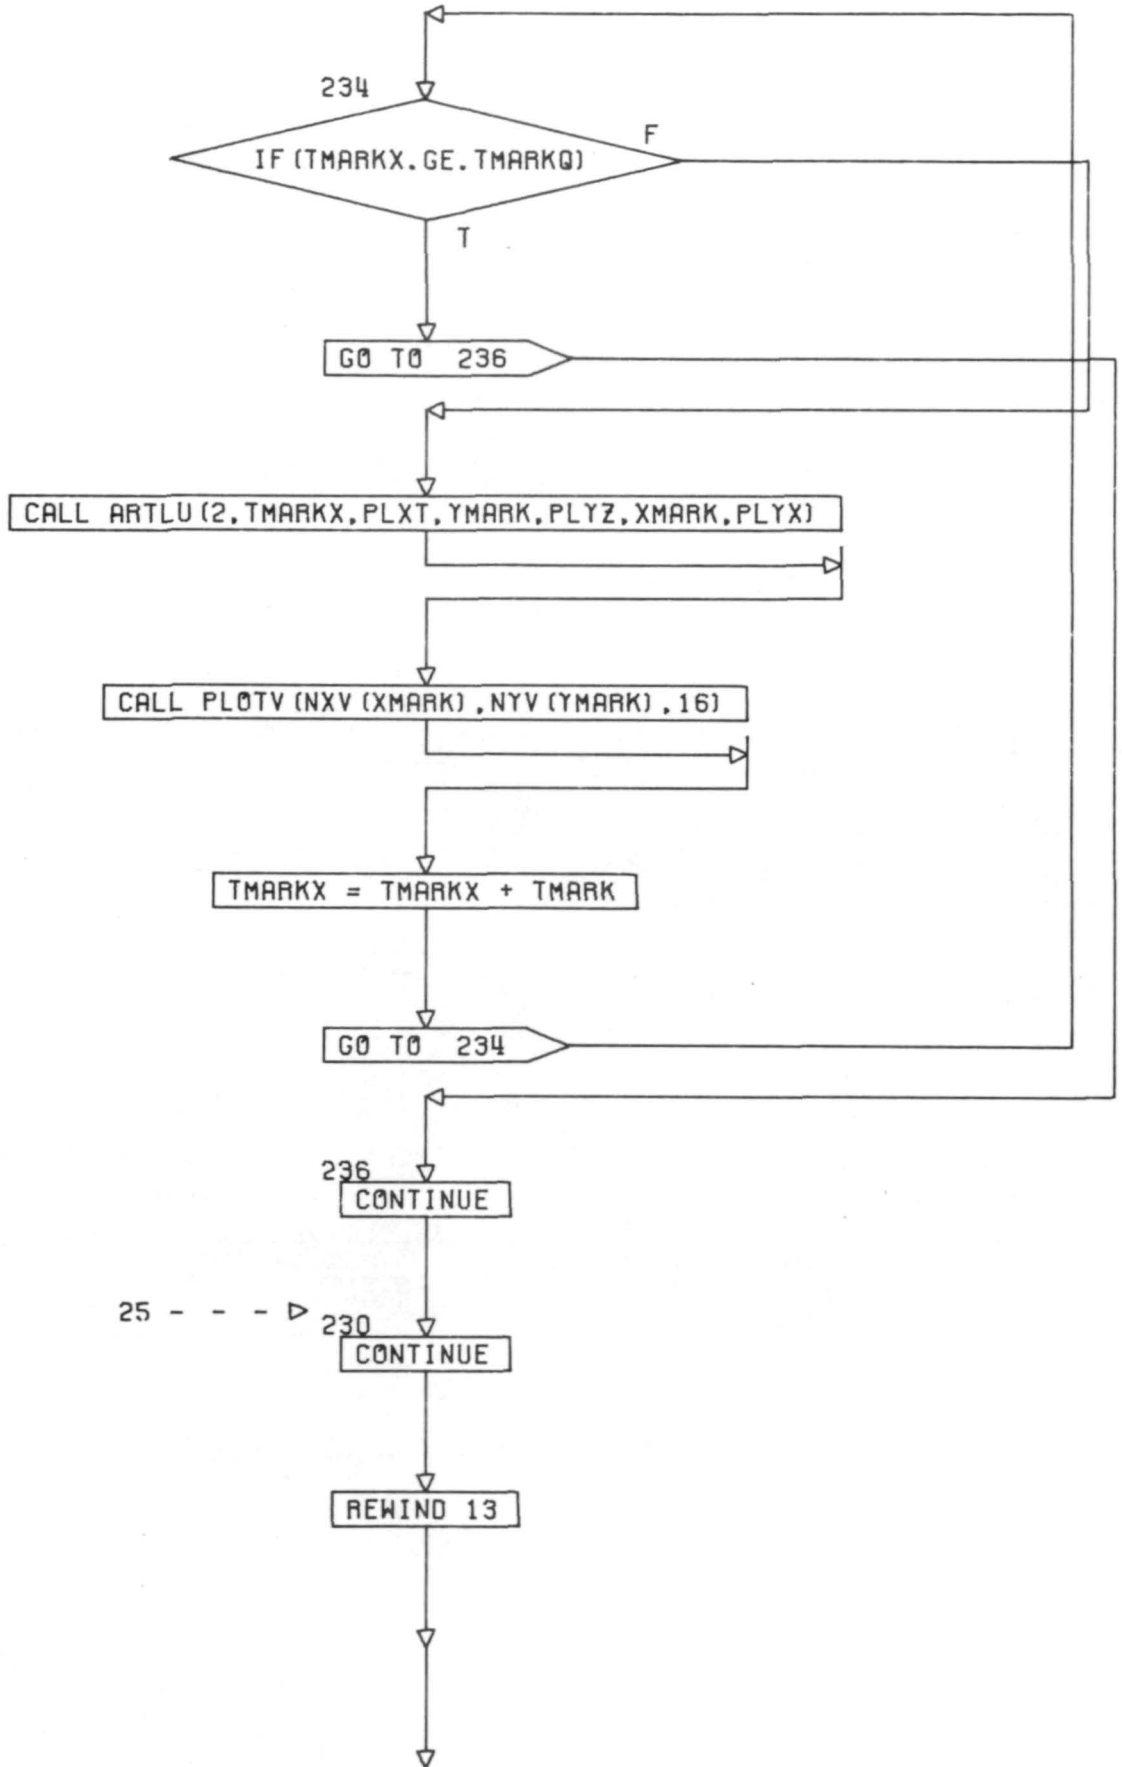 234
F
IF(TMARKX.GE.TMARKQ)
T
GO TO 236
CALL ARTLU(2,TMARKX,PLXT,YMARK,PLYZ,XMARK,PLYX)
CALL PLOTV(NXV(XMARK),NYV(YMARK),16)
TMARKX = TMARKX + TMARK
GO TO 234
236
CONTINUE
25 - - -
230
CONTINUE
REWIND 13